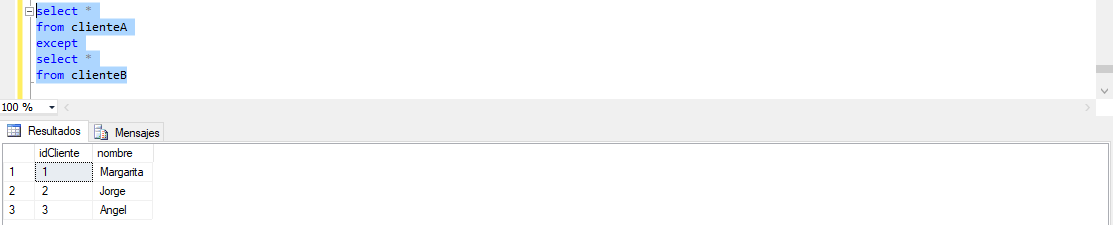 select *
from clienteA
except
select *
from clienteB
100 %
Resultados Mensajes
idCliente nombre
1 1 Margarita
2 2 Jorge
3 3 Angel